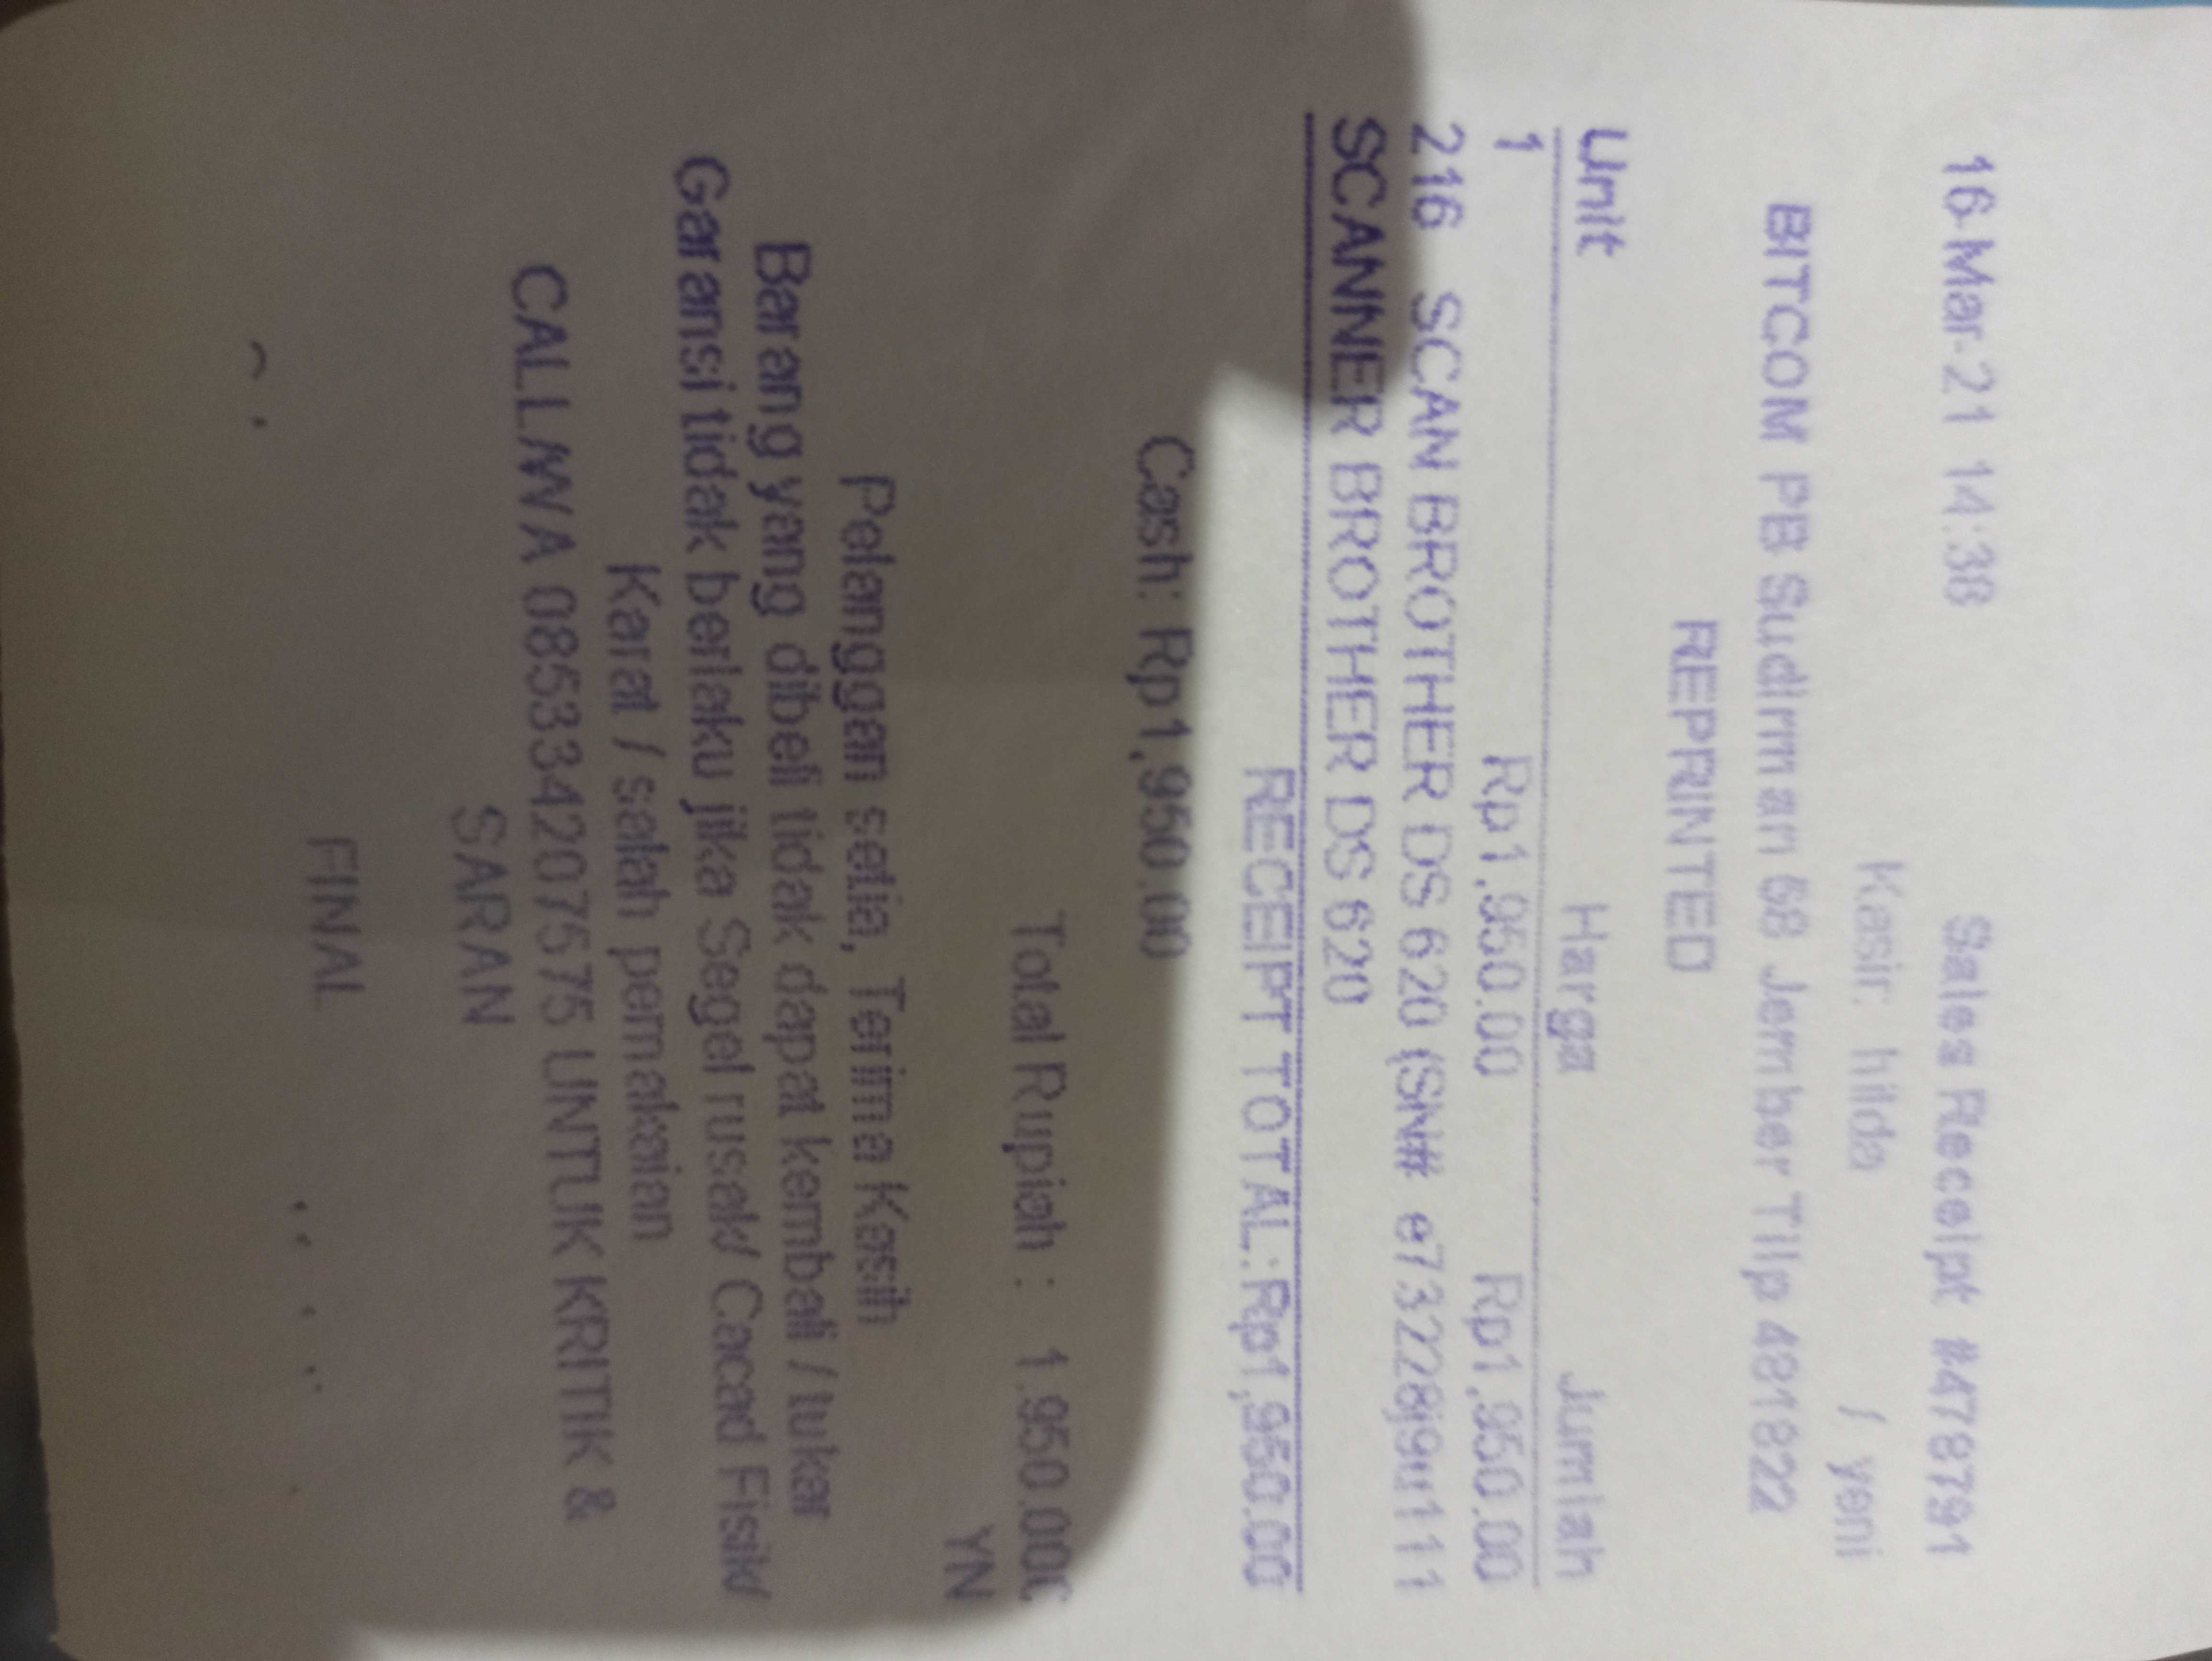 16-Mar-21 14:38 Sales Receipt #478791
Kasir: hilda / yeni
BITCOM PB Sudirman 68 Jember Tilp 481822
REPRINTED
Unit Harga Jumlah
1 Rp1,950.00 Rp1,950.00
216 SCAN BROTHER DS 620 (SN# e73228j9u111
SCANNER BROTHER DS 620
RECEIPT TOTAL: Rp1,950.00
Cash: Rp1,950.00
Total Rupiah : 1.950.000
YN
Pelanggan setia, Terima Kasih
Barang yang dibeli tidak dapat kembali / tukar
Garansi tidak berlaku jika Segel rusak/ Cacad Fisik/
Karat / salah pemakaian
CALL/WA 085334207575 UNTUK KRITIK &
SARAN
FINAL